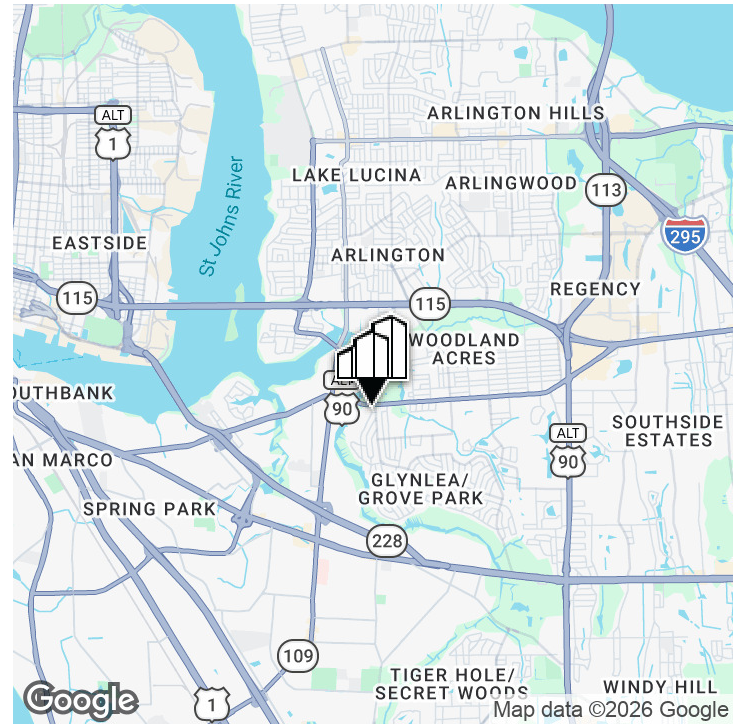 ALT
1
ARLINGTON HILLS
LAKE LUCINA
ARLINGWOOD
113
St Johns River
EASTSIDE
295
ARLINGTON
115
115
REGENCY
WOODLAND
ACRES
ALT
90
OUTHBANK
SOUTHSIDE
ESTATES
ALT
90
AN MARCO
GLYNLEA/
GROVE PARK
SPRING PARK
228
109
TIGER HOLE/
SECRET WOODS
WINDY HILL
1
Google
Map data ©2026 Google